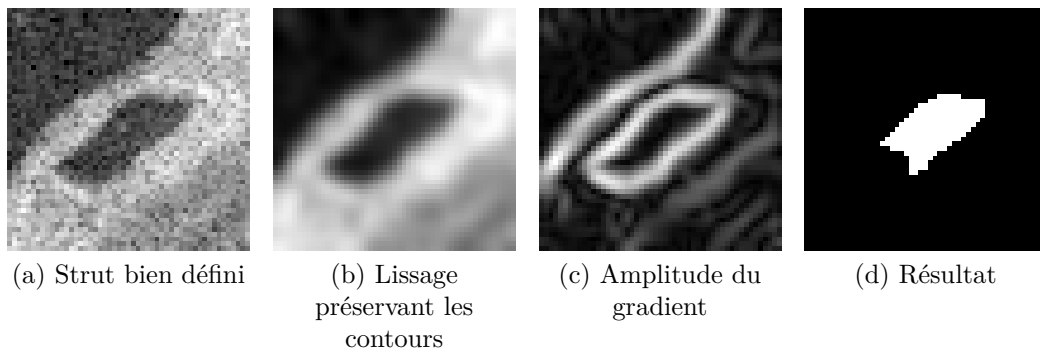 (a) Strut bien défini
(b) Lissage
préservant les
contours
(c) Amplitude du
gradient
(d) Résultat